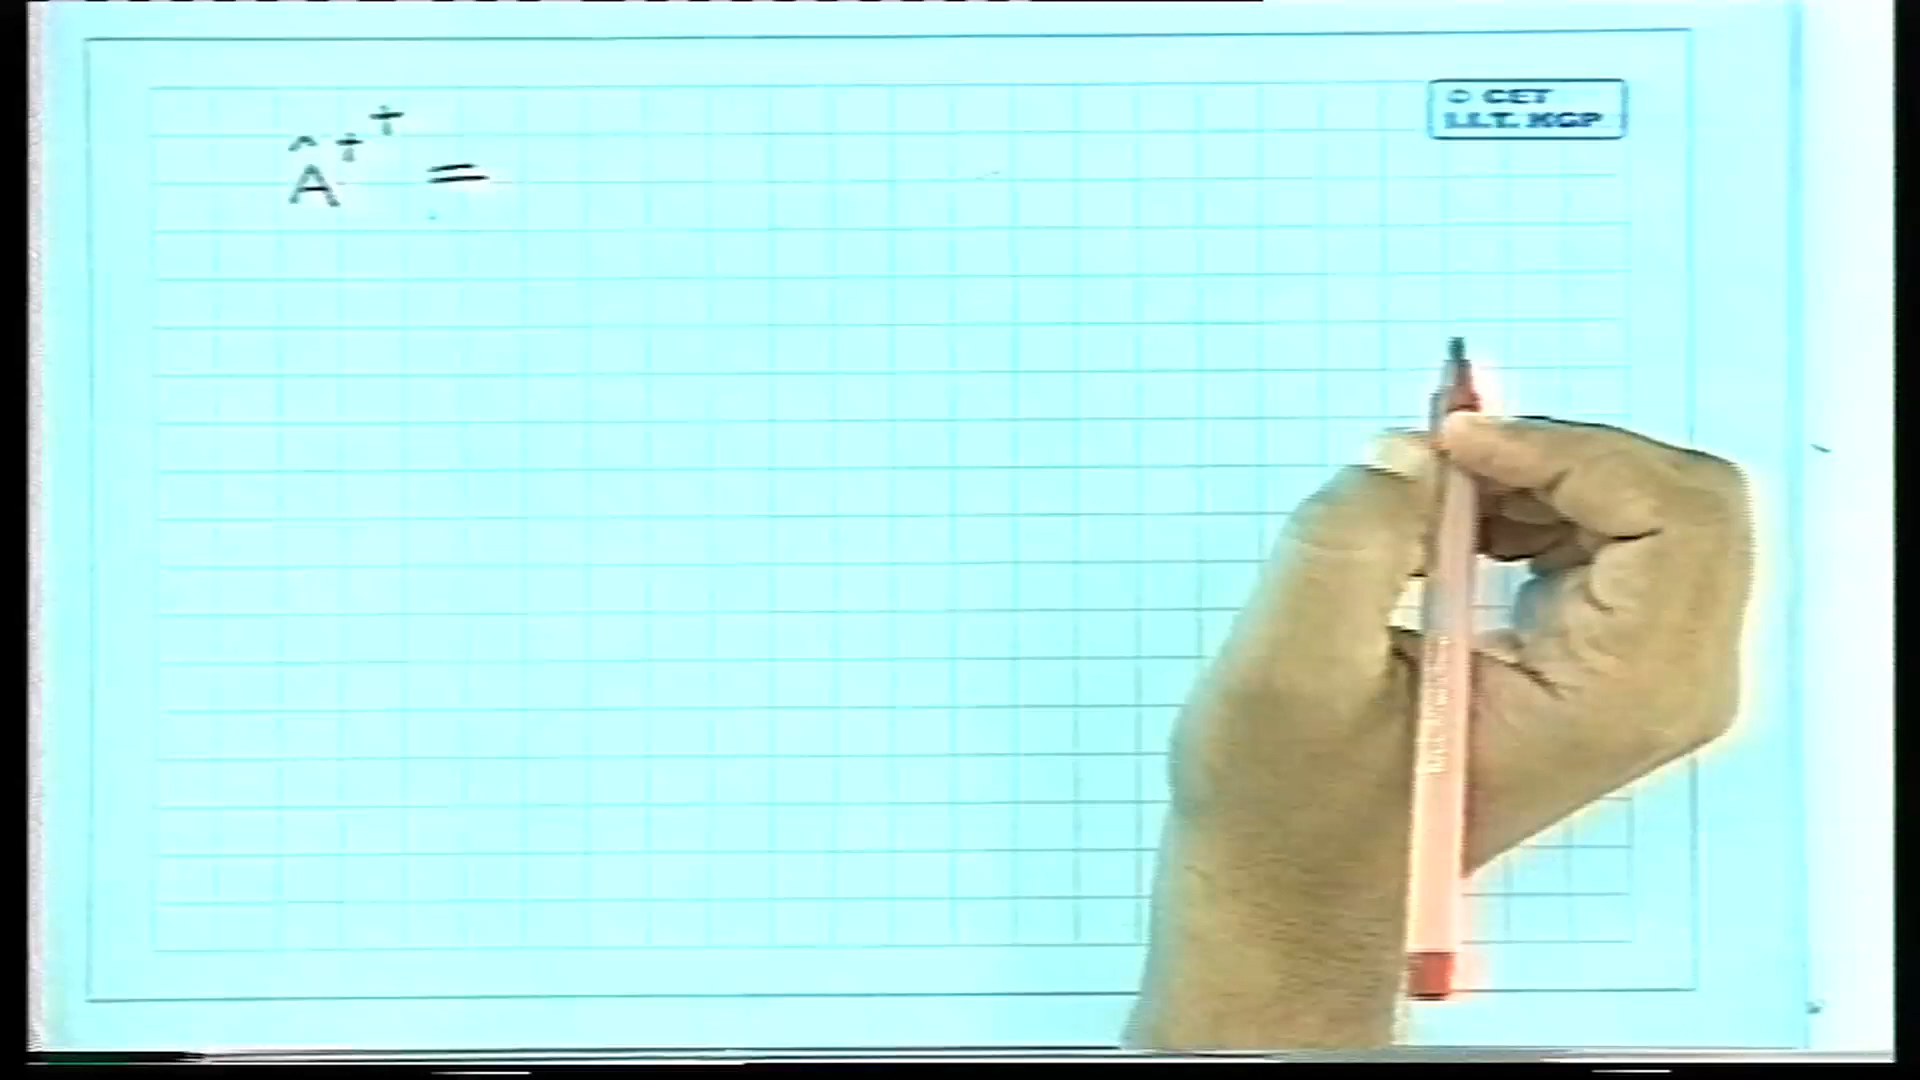 Â⁺⁺ =
© CET
I.I.T. KGP